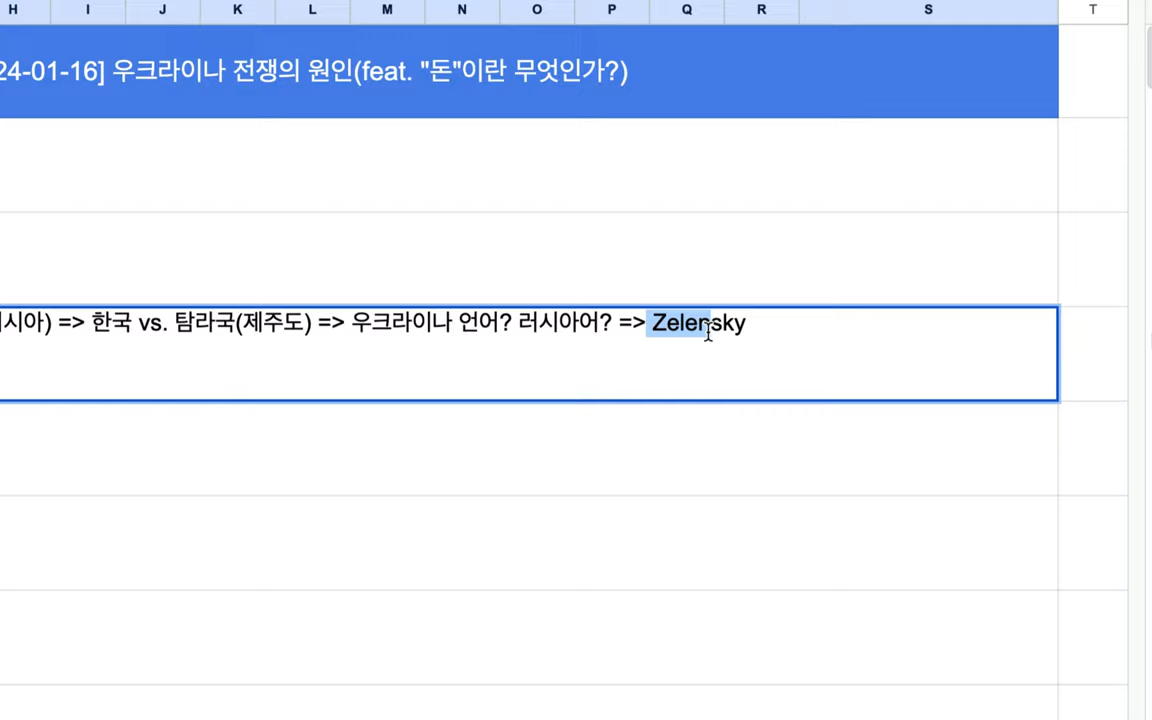 H I J K L M N O P Q R S T
24-01-16] 우크라이나 전쟁의 원인(feat. "돈"이란 무엇인가?)
시아) => 한국 vs. 탐라국(제주도) => 우크라이나 언어? 러시아어? => Zelensky